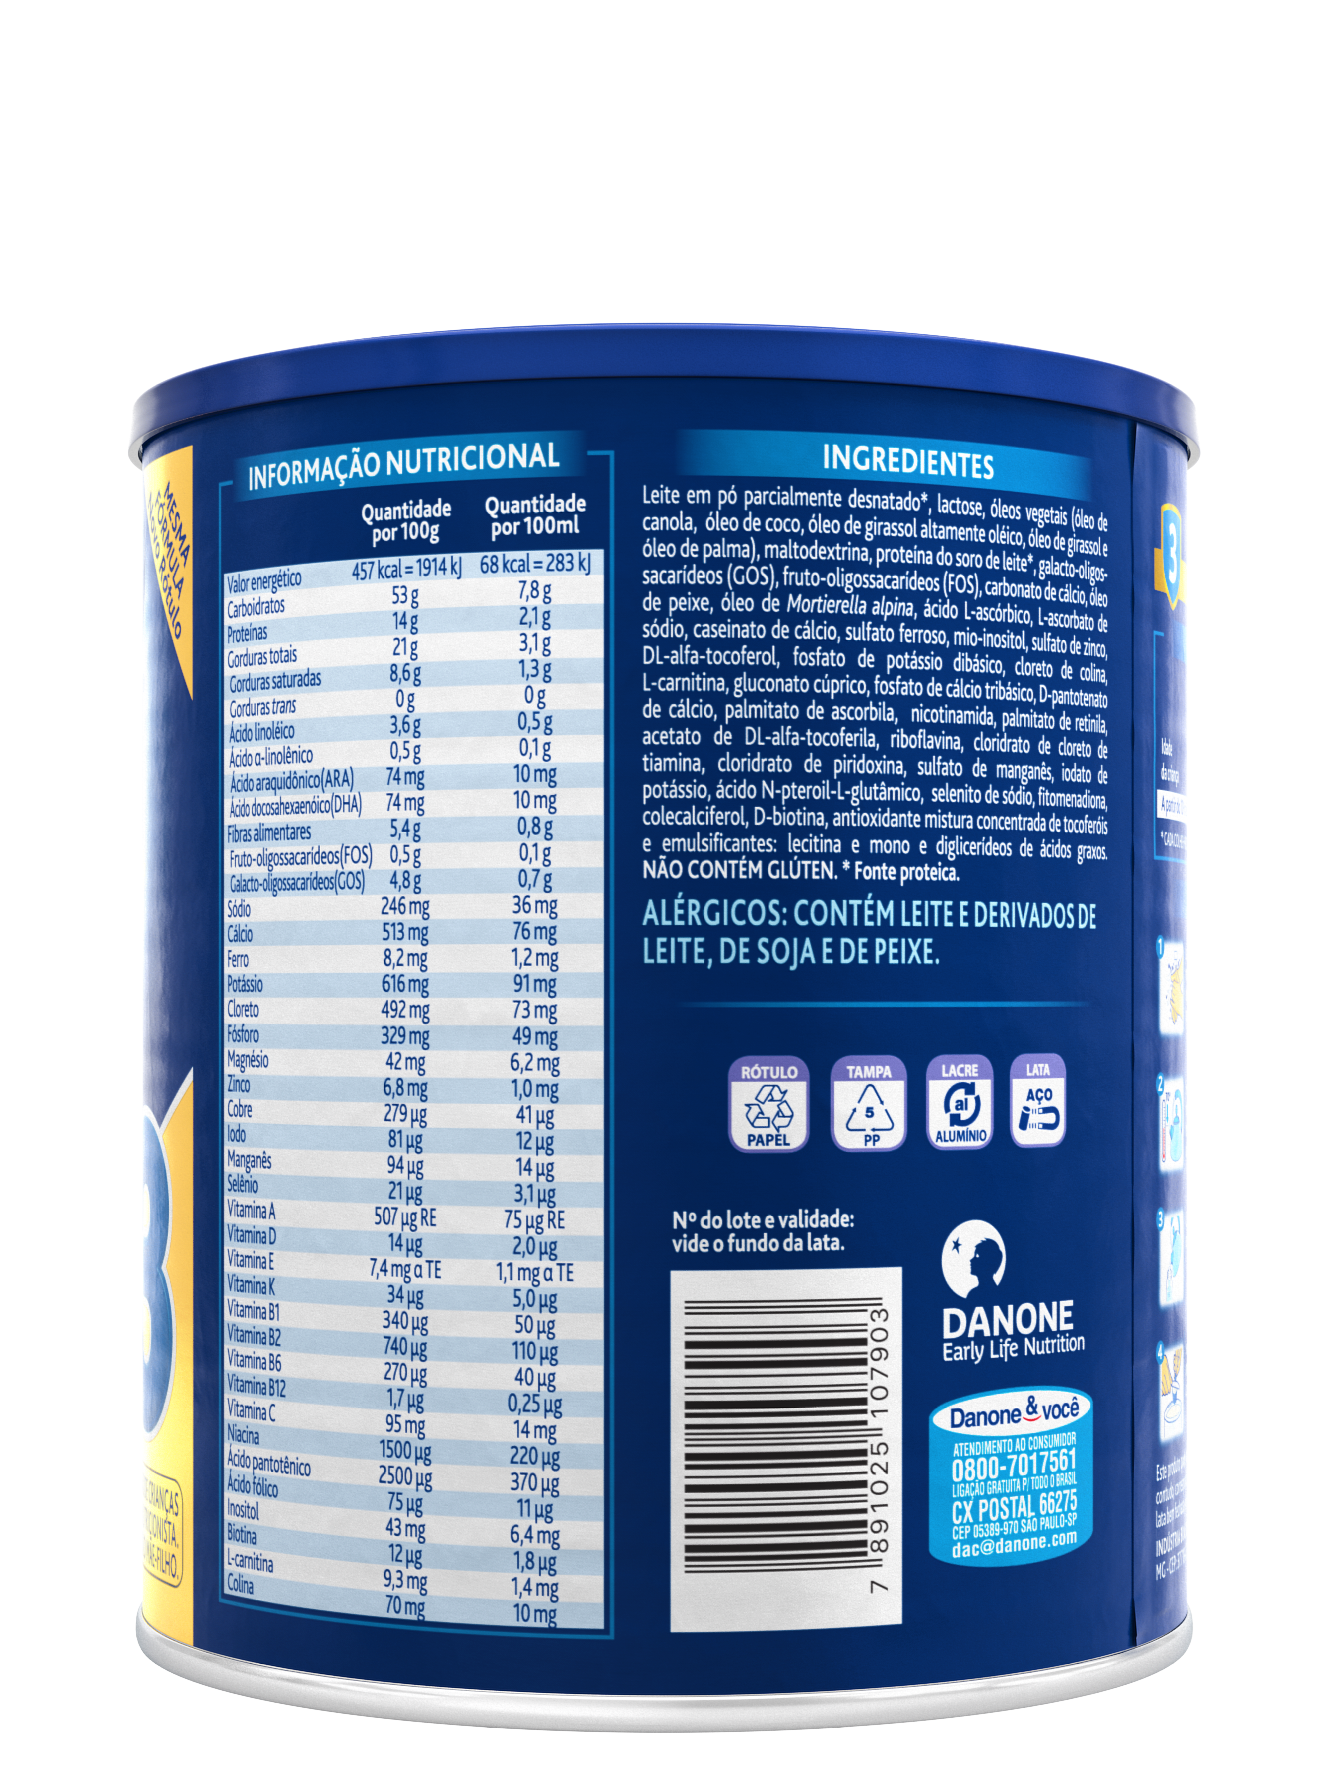 MESMA
FÓRMULA
NOVO RÓTULO
INFORMAÇÃO NUTRICIONAL
Quantidade por 100g Quantidade por 100ml
Valor energético 457 kcal = 1914 kJ 68 kcal = 283 kJ
Carboidratos 53 g 7,8 g
Proteínas 14 g 2,1 g
Gorduras totais 21 g 3,1 g
Gorduras saturadas 8,6 g 1,3 g
Gorduras trans 0 g 0 g
Ácido linoléico 3,6 g 0,5 g
Ácido α-linolênico 0,5 g 0,1 g
Ácido araquidônico(ARA) 74 mg 10 mg
Ácido docosahexaenóico(DHA) 74 mg 10 mg
Fibras alimentares 5,4 g 0,8 g
Fruto-oligossacarídeos(FOS) 0,5 g 0,1 g
Galacto-oligossacarídeos(GOS) 4,8 g 0,7 g
Sódio 246 mg 36 mg
Cálcio 513 mg 76 mg
Ferro 8,2 mg 1,2 mg
Potássio 616 mg 91 mg
Cloreto 492 mg 73 mg
Fósforo 329 mg 49 mg
Magnésio 42 mg 6,2 mg
Zinco 6,8 mg 1,0 mg
Cobre 279 µg 41 µg
Iodo 81 µg 12 µg
Manganês 94 µg 14 µg
Selênio 21 µg 3,1 µg
Vitamina A 507 µg RE 75 µg RE
Vitamina D 14 µg 2,0 µg
Vitamina E 7,4 mg α TE 1,1 mg α TE
Vitamina K 34 µg 5,0 µg
Vitamina B1 340 µg 50 µg
Vitamina B2 740 µg 110 µg
Vitamina B6 270 µg 40 µg
Vitamina B12 1,7 µg 0,25 µg
Vitamina C 95 mg 14 mg
Niacina 1500 µg 220 µg
Ácido pantotênico 2500 µg 370 µg
Ácido fólico 75 µg 11 µg
Inositol 43 mg 6,4 mg
Biotina 12 µg 1,8 µg
L-carnitina 9,3 mg 1,4 mg
Colina 70 mg 10 mg
INGREDIENTES
Leite em pó parcialmente desnatado*, lactose, óleos vegetais (óleo de
canola, óleo de coco, óleo de girassol altamente oléico, óleo de girassol e
óleo de palma), maltodextrina, proteína do soro de leite*, galacto-oligos-
sacarídeos (GOS), fruto-oligossacarídeos (FOS), carbonato de cálcio, óleo
de peixe, óleo de Mortierella alpina, ácido L-ascórbico, L-ascorbato de
sódio, caseinato de cálcio, sulfato ferroso, mio-inositol, sulfato de zinco,
DL-alfa-tocoferol, fosfato de potássio dibásico, cloreto de colina,
L-carnitina, gluconato cúprico, fosfato de cálcio tribásico, D-pantotenato
de cálcio, palmitato de ascorbila, nicotinamida, palmitato de retinila,
acetato de DL-alfa-tocoferila, riboflavina, cloridrato de cloreto de
tiamina, cloridrato de piridoxina, sulfato de manganês, iodato de
potássio, ácido N-pteroil-L-glutâmico, selenito de sódio, fitomenadiona,
colecalciferol, D-biotina, antioxidante mistura concentrada de tocoferóis
e emulsificantes: lecitina e mono e diglicerídeos de ácidos graxos.
NÃO CONTÉM GLÚTEN. * Fonte proteica.
ALÉRGICOS: CONTÉM LEITE E DERIVADOS DE
LEITE, DE SOJA E DE PEIXE.
RÓTULO TAMPA LACRE LATA
5 al AÇO
PAPEL PP ALUMÍNIO
Nº do lote e validade:
vide o fundo da lata.
7 891025 107903
DANONE
Early Life Nutrition
Danone & você
ATENDIMENTO AO CONSUMIDOR
0800-7017561
LIGAÇÃO GRATUITA P/ TODO O BRASIL
CX POSTAL 66275
CEP 05389-970 SÃO PAULO-SP
dac@danone.com
3
CRIANÇAS
MÃE-FILHO.
3
Idade
da criança
1
2
3
4